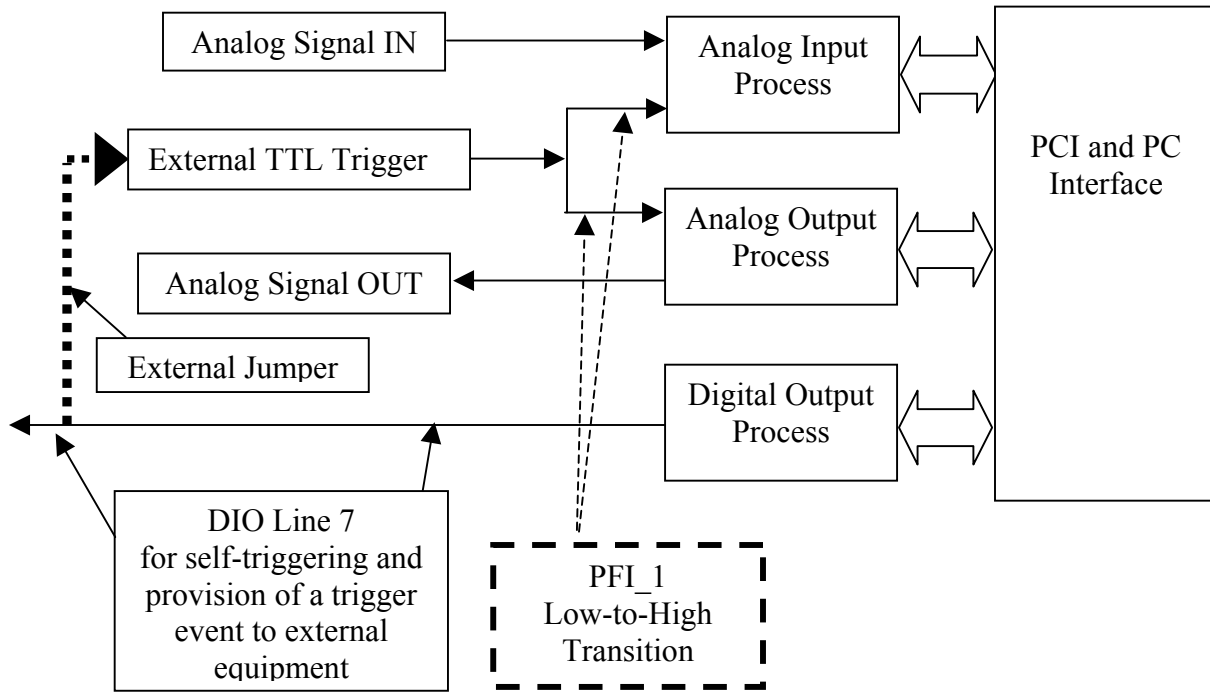 Analog Signal IN
Analog Input
Process
External TTL Trigger
PCI and PC
Interface
Analog Output
Process
Analog Signal OUT
External Jumper
Digital Output
Process
DIO Line 7
for self-triggering and
provision of a trigger
event to external
equipment
PFI_1
Low-to-High
Transition